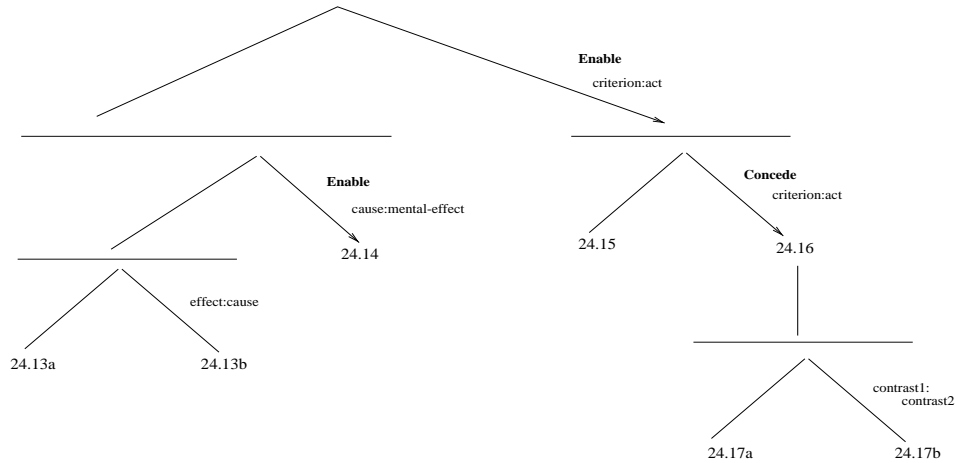 Enable
criterion:act
Enable
cause:mental-effect
24.14
Concede
criterion:act
24.15
24.16
effect:cause
24.13a
24.13b
contrast1:
contrast2
24.17a
24.17b